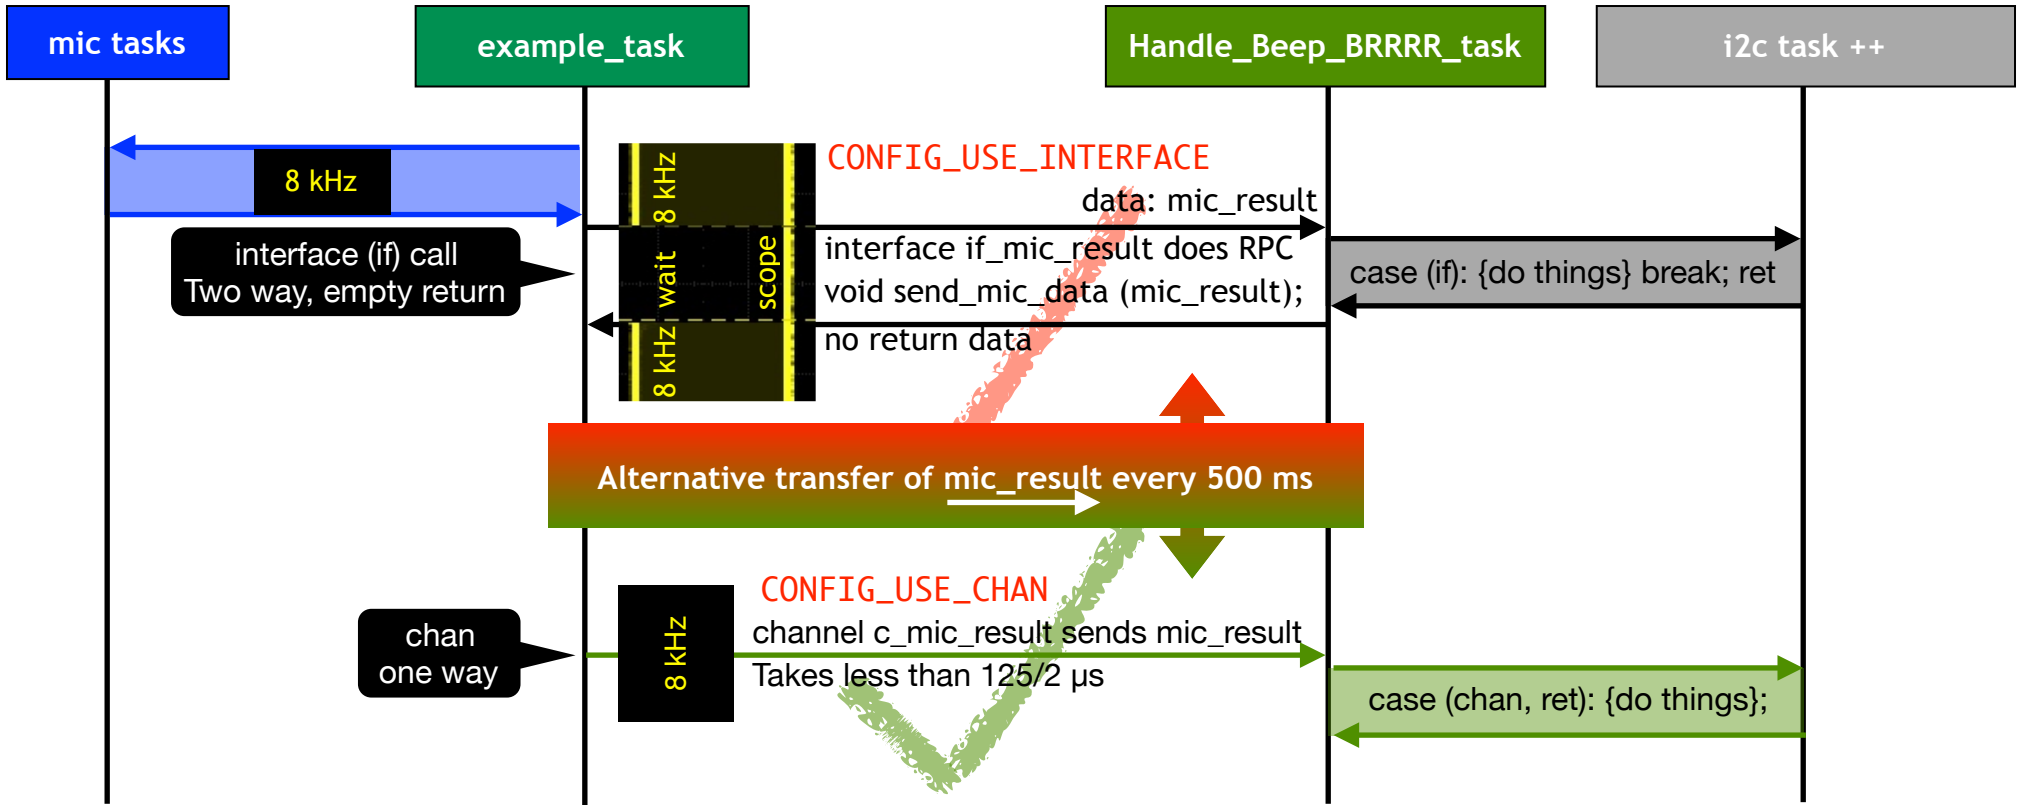 mic tasks
example_task
Handle_Beep_BRRRR_task
i2c task ++
8 kHz
8 kHz
wait
8 kHz
scope
CONFIG_USE_INTERFACE
data: mic_result
interface (if) call
Two way, empty return
interface if_mic_result does RPC
void send_mic_data (mic_result);
no return data
case (if): {do things} break; ret
Alternative transfer of mic_result every 500 ms
CONFIG_USE_CHAN
chan
one way
8 kHz
channel c_mic_result sends mic_result
Takes less than 125/2 µs
case (chan, ret): {do things};